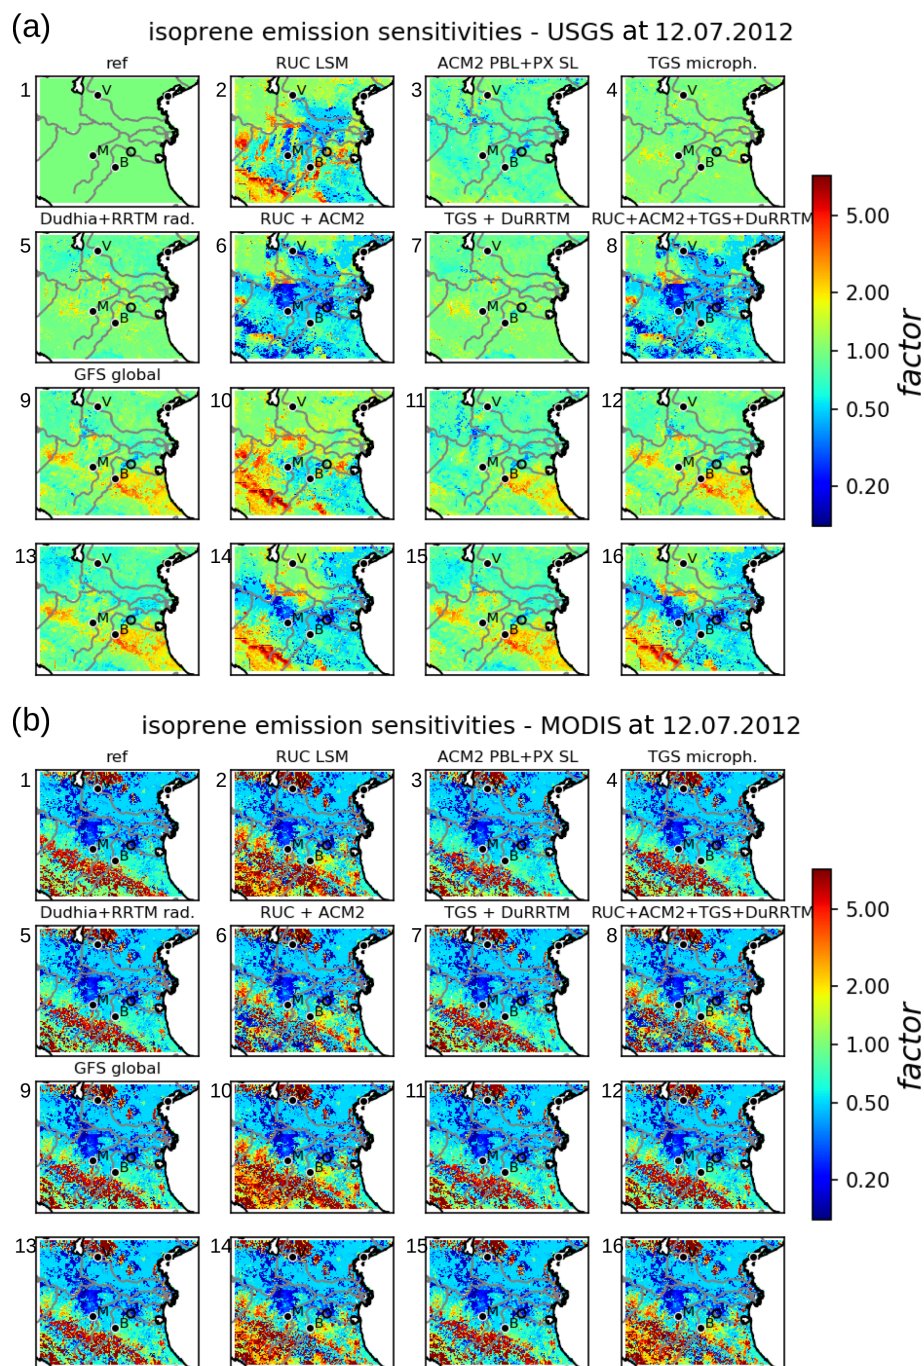 (a)
isoprene emission sensitivities - USGS at 12.07.2012
ref RUC LSM ACM2 PBL+PX SL TGS microph.
1 2 3 4
V V V V
M M M M
B B B B
Dudhia+RRTM rad. RUC + ACM2 TGS + DuRRTM RUC+ACM2+TGS+DuRRTM
5 6 7 8
V V V V
M M M M
B B B B
GFS global
9 10 11 12
V V V V
M M M M
B B B B
13 14 15 16
V V V V
M M M M
B B B B
5.00
2.00
1.00
0.50
0.20
factor
(b)
isoprene emission sensitivities - MODIS at 12.07.2012
ref RUC LSM ACM2 PBL+PX SL TGS microph.
1 2 3 4
V V V V
M M M M
B B B B
Dudhia+RRTM rad. RUC + ACM2 TGS + DuRRTM RUC+ACM2+TGS+DuRRTM
5 6 7 8
V V V V
M M M M
B B B B
GFS global
9 10 11 12
V V V V
M M M M
B B B B
13 14 15 16
V V V V
M M M M
B B B B
5.00
2.00
1.00
0.50
0.20
factor